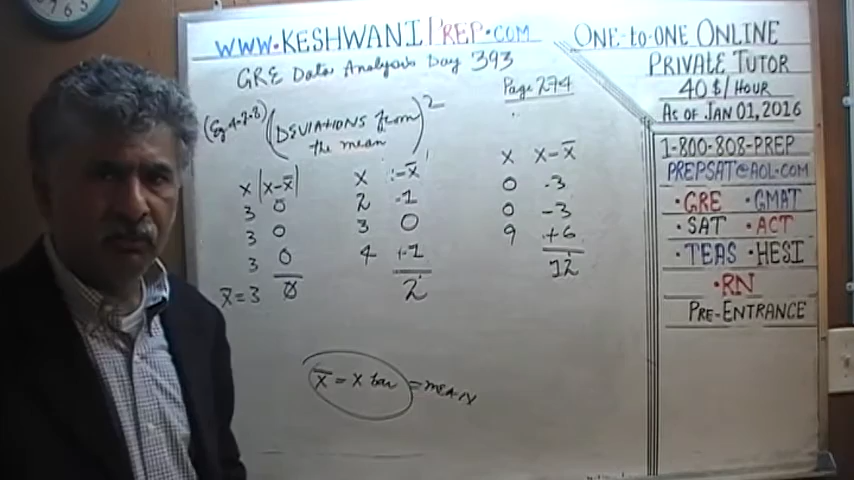 WWW.KESHWANIPREP.COM
GRE Data Analysis Day 393
Page 274
(Eg 4.2.8) (DEVIATIONS from the mean)²
x |x-x̄|
3 0
3 0
3 0
x̄=3 0
x -x̄
2 -1
3 0
4 +1
2
x x-x̄
0 -3
0 -3
9 +6
12
x̄ = x bar = MEAN
ONE-to-ONE ONLINE
PRIVATE TUTOR
40 $/HOUR
AS OF JAN 01, 2016
1-800-808-PREP
PREPSAT@AOL.COM
•GRE •GMAT
•SAT •ACT
•TEAS •HESI
•RN
PRE-ENTRANCE